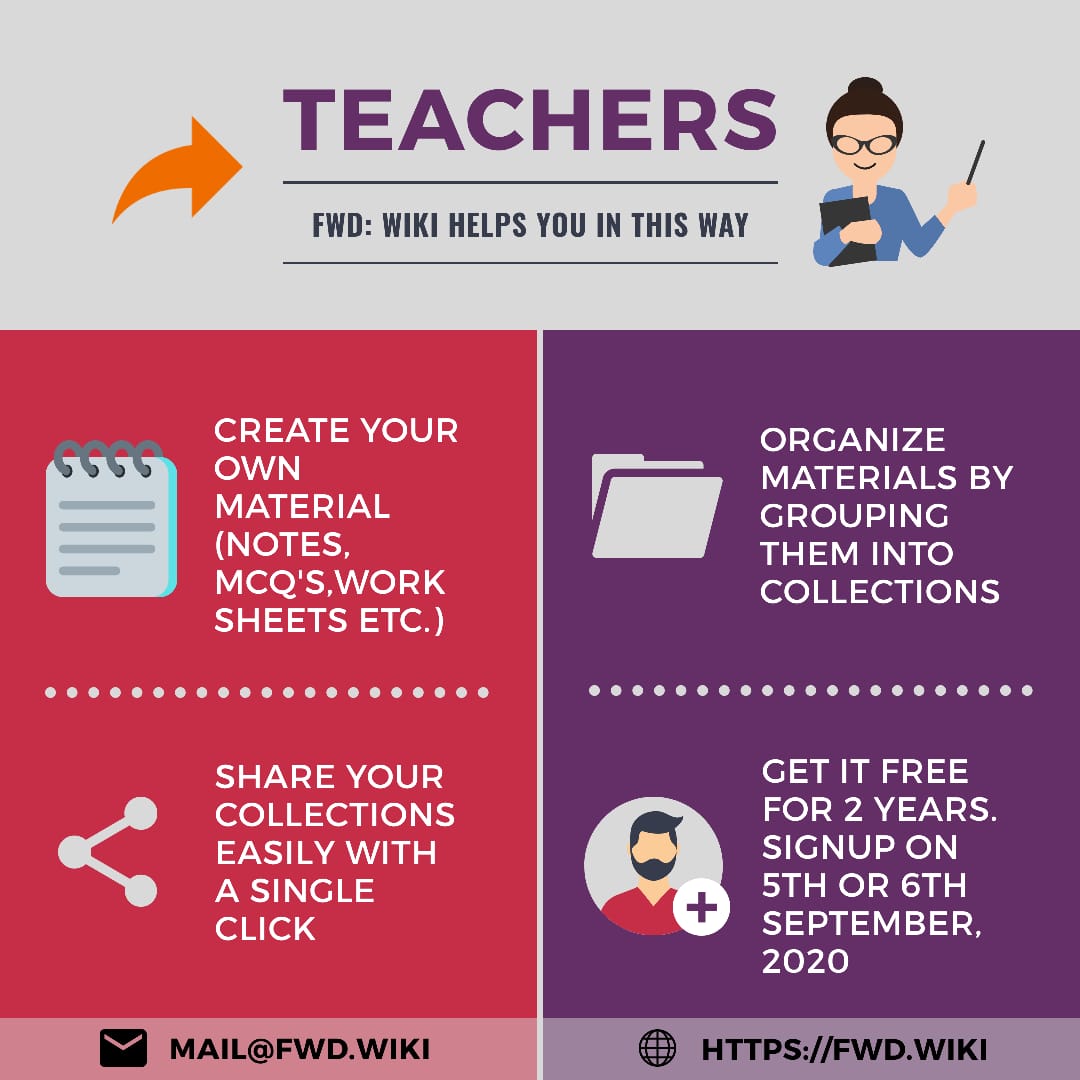 TEACHERS
FWD: WIKI HELPS YOU IN THIS WAY
CREATE YOUR
OWN
MATERIAL
(NOTES,
MCQ'S,WORK
SHEETS ETC.)
ORGANIZE
MATERIALS BY
GROUPING
THEM INTO
COLLECTIONS
SHARE YOUR
COLLECTIONS
EASILY WITH
A SINGLE
CLICK
GET IT FREE
FOR 2 YEARS.
SIGNUP ON
5TH OR 6TH
SEPTEMBER,
2020
MAIL@FWD.WIKI
HTTPS://FWD.WIKI